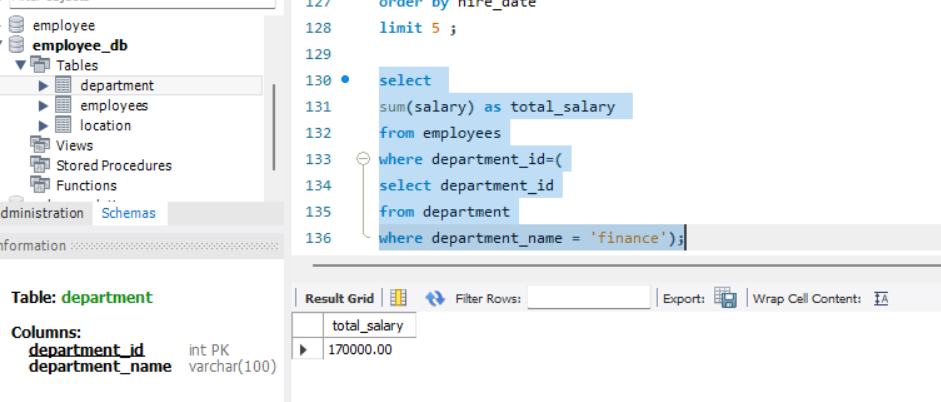 employee
employee_db
Tables
department
employees
location
Views
Stored Procedures
Functions
Schemas
Table: department
Columns:
department_id int PK
department_name varchar(100)
127 order by hire_date
128 limit 5 ;
129
130 select
131 sum(salary) as total_salary
132 from employees
133 where department_id=(
134 select department_id
135 from department
136 where department_name = 'finance');
Result Grid Filter Rows: Export: Wrap Cell Content: IA
total_salary
170000.00